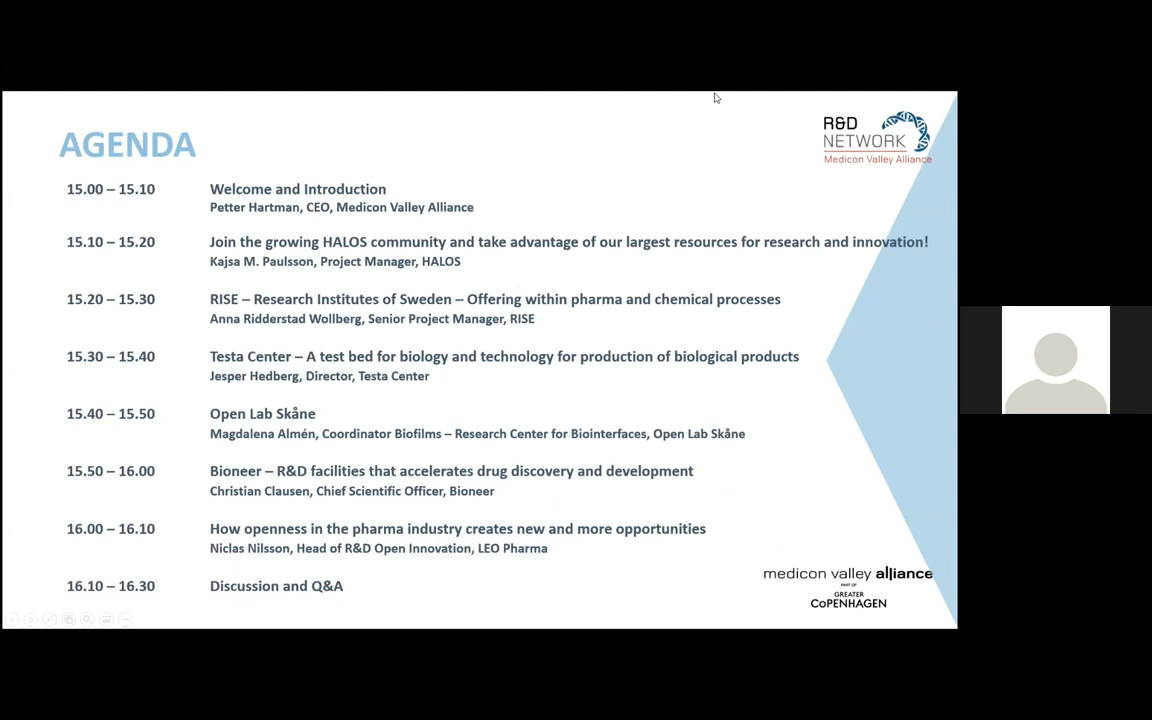 R&D
NETWORK
Medicon Valley Alliance
AGENDA
15.00 – 15.10 Welcome and Introduction
Petter Hartman, CEO, Medicon Valley Alliance
15.10 – 15.20 Join the growing HALOS community and take advantage of our largest resources for research and innovation!
Kajsa M. Paulsson, Project Manager, HALOS
15.20 – 15.30 RISE – Research Institutes of Sweden – Offering within pharma and chemical processes
Anna Ridderstad Wollberg, Senior Project Manager, RISE
15.30 – 15.40 Testa Center – A test bed for biology and technology for production of biological products
Jesper Hedberg, Director, Testa Center
15.40 – 15.50 Open Lab Skåne
Magdalena Almén, Coordinator Biofilms – Research Center for Biointerfaces, Open Lab Skåne
15.50 – 16.00 Bioneer – R&D facilities that accelerates drug discovery and development
Christian Clausen, Chief Scientific Officer, Bioneer
16.00 – 16.10 How openness in the pharma industry creates new and more opportunities
Niclas Nilsson, Head of R&D Open Innovation, LEO Pharma
16.10 – 16.30 Discussion and Q&A
medicon valley alliance
PART OF
GREATER
COPENHAGEN